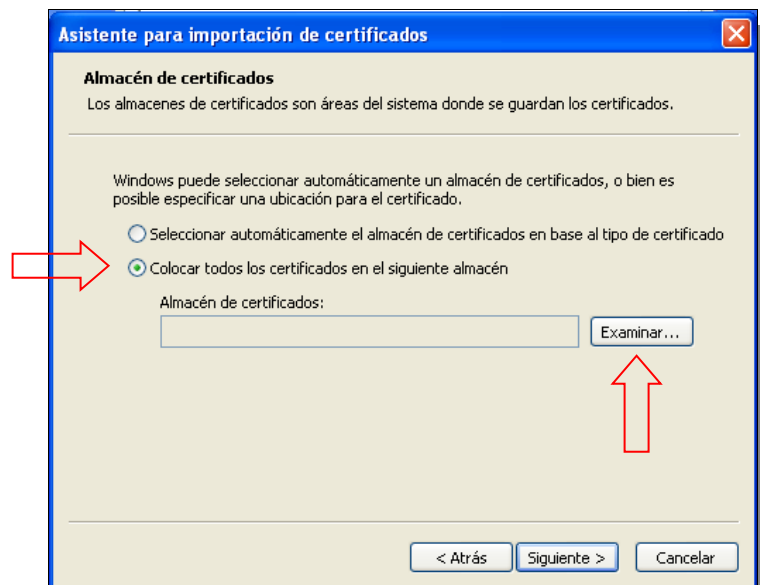 Asistente para importación de certificados
Almacén de certificados
Los almacenes de certificados son áreas del sistema donde se guardan los certificados.
Windows puede seleccionar automáticamente un almacén de certificados, o bien es
posible especificar una ubicación para el certificado.
Seleccionar automáticamente el almacén de certificados en base al tipo de certificado
Colocar todos los certificados en el siguiente almacén
Almacén de certificados:
Examinar...
< Atrás Siguiente > Cancelar